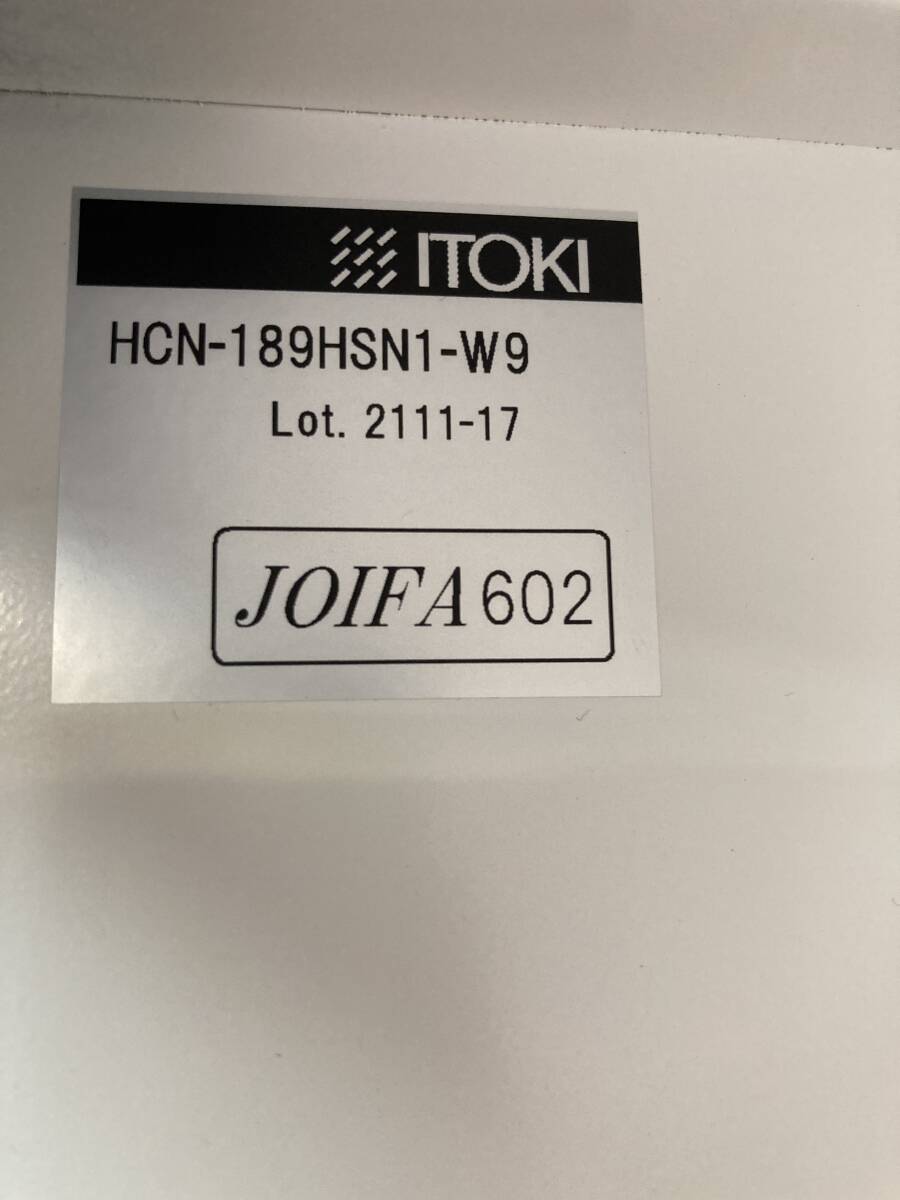 ITOKI
HCN-189HSN1-W9
Lot. 2111-17
JOIFA 602